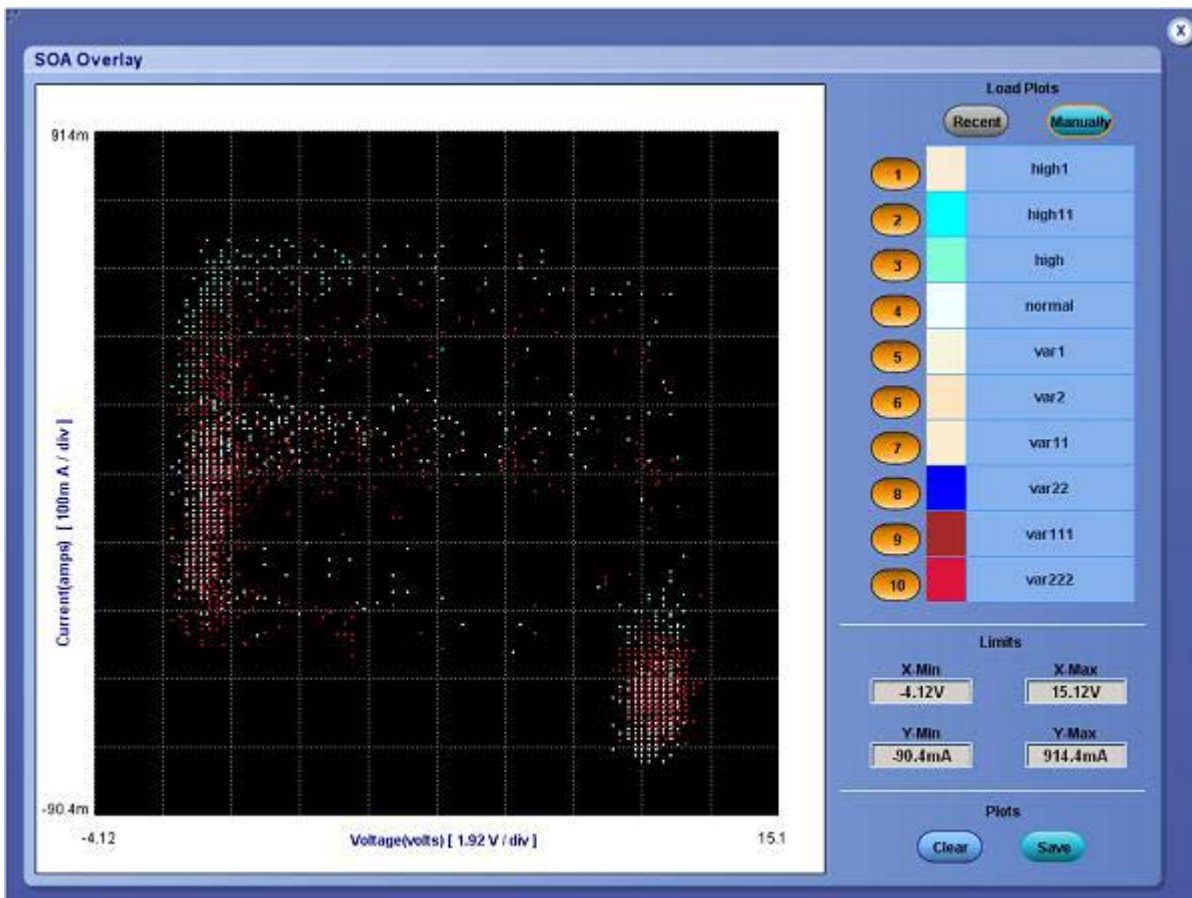 X
SOA Overlay
914m
-90.4m
Current(amps) [ 100m A / div ]
-4.12
Voltage(volts) [ 1.92 V / div ]
15.1
Load Plots
Recent
Manually
1 high1
2 high11
3 high
4 normal
5 var1
6 var2
7 var11
8 var22
9 var111
10 var222
Limits
X-Min X-Max
-4.12V 15.12V
Y-Min Y-Max
-90.4mA 914.4mA
Plots
Clear Save